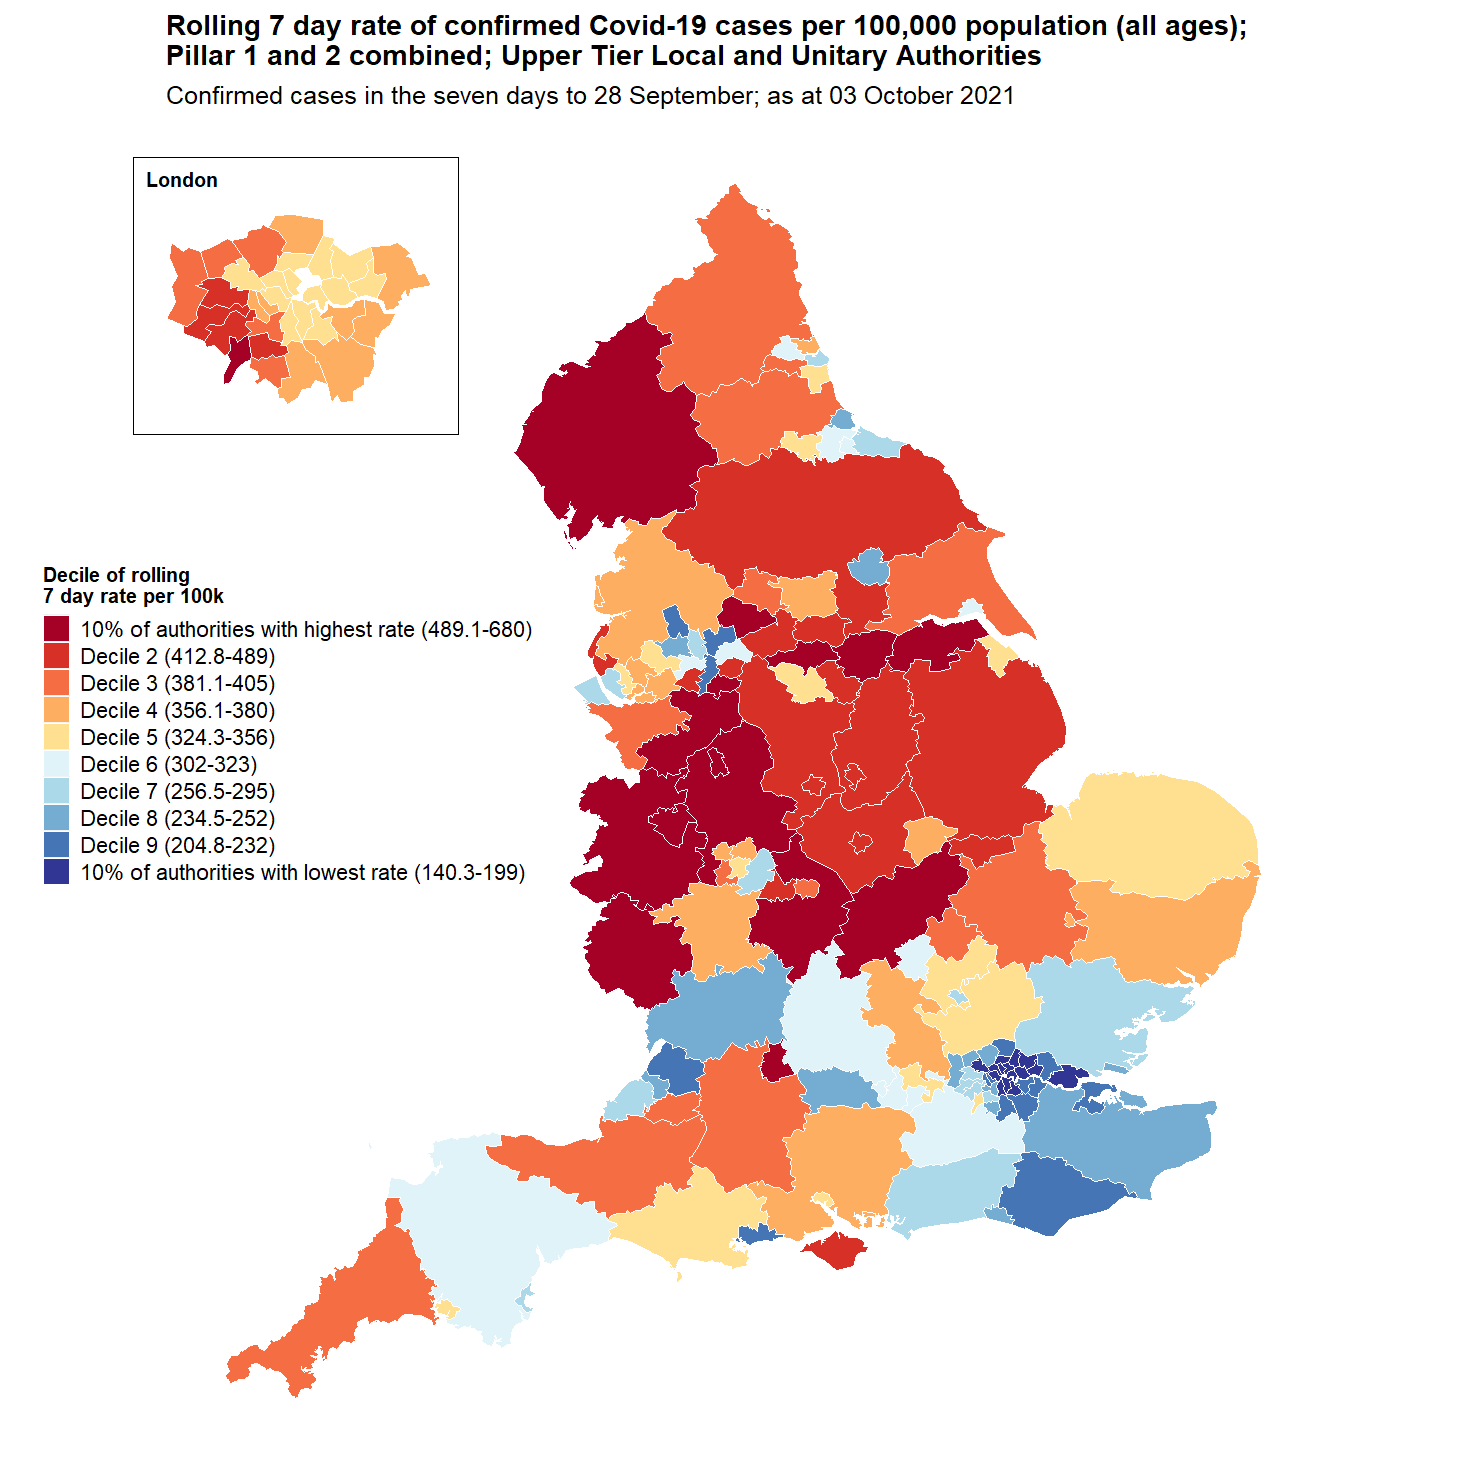 Rolling 7 day rate of confirmed Covid-19 cases per 100,000 population (all ages);
Pillar 1 and 2 combined; Upper Tier Local and Unitary Authorities
Confirmed cases in the seven days to 28 September; as at 03 October 2021
London
Decile of rolling
7 day rate per 100k
10% of authorities with highest rate (489.1-680)
Decile 2 (412.8-489)
Decile 3 (381.1-405)
Decile 4 (356.1-380)
Decile 5 (324.3-356)
Decile 6 (302-323)
Decile 7 (256.5-295)
Decile 8 (234.5-252)
Decile 9 (204.8-232)
10% of authorities with lowest rate (140.3-199)